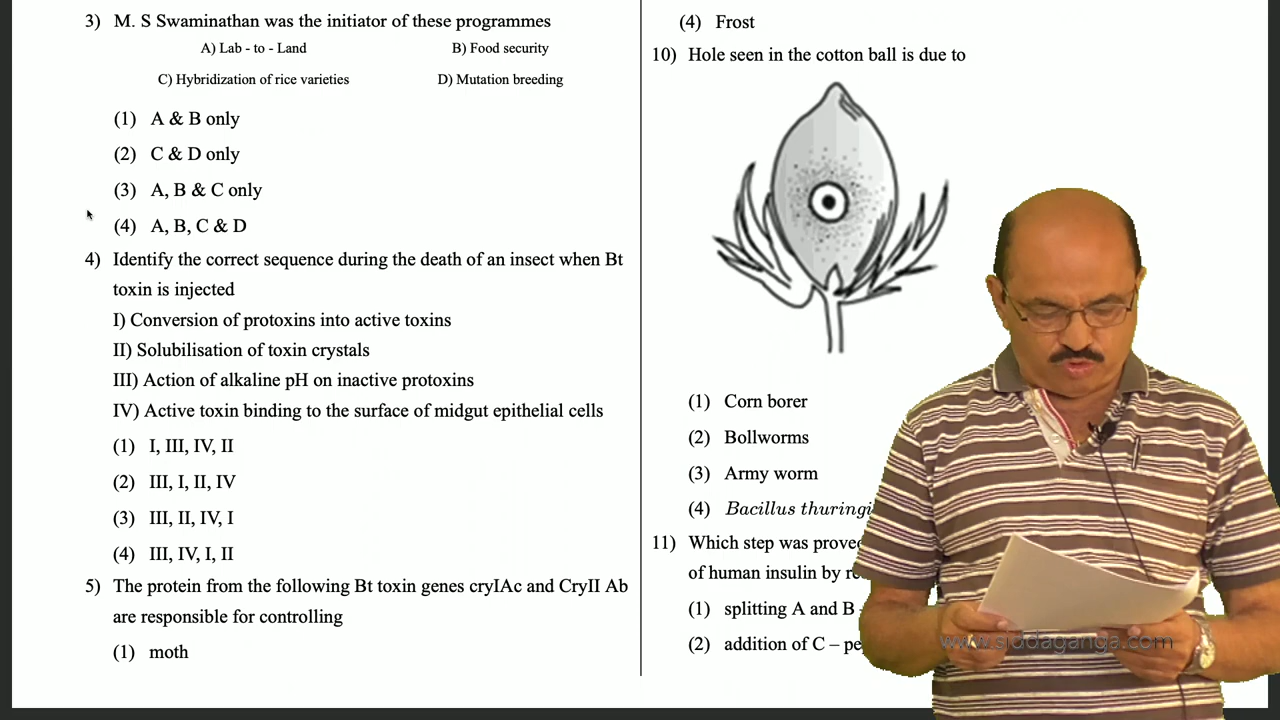 3) M. S Swaminathan was the initiator of these programmes
A) Lab - to - Land B) Food security
C) Hybridization of rice varieties D) Mutation breeding
(1) A & B only
(2) C & D only
(3) A, B & C only
(4) A, B, C & D
4) Identify the correct sequence during the death of an insect when Bt
toxin is injected
I) Conversion of protoxins into active toxins
II) Solubilisation of toxin crystals
III) Action of alkaline pH on inactive protoxins
IV) Active toxin binding to the surface of midgut epithelial cells
(1) I, III, IV, II
(2) III, I, II, IV
(3) III, II, IV, I
(4) III, IV, I, II
5) The protein from the following Bt toxin genes cryIAc and CryII Ab
are responsible for controlling
(1) moth
(4) Frost
10) Hole seen in the cotton ball is due to
(1) Corn borer
(2) Bollworms
(3) Army worm
(4) Bacillus
11) Which step was
of human insulin by
(1) splitting A and B
(2) addition of C –
www.siddaganga.com